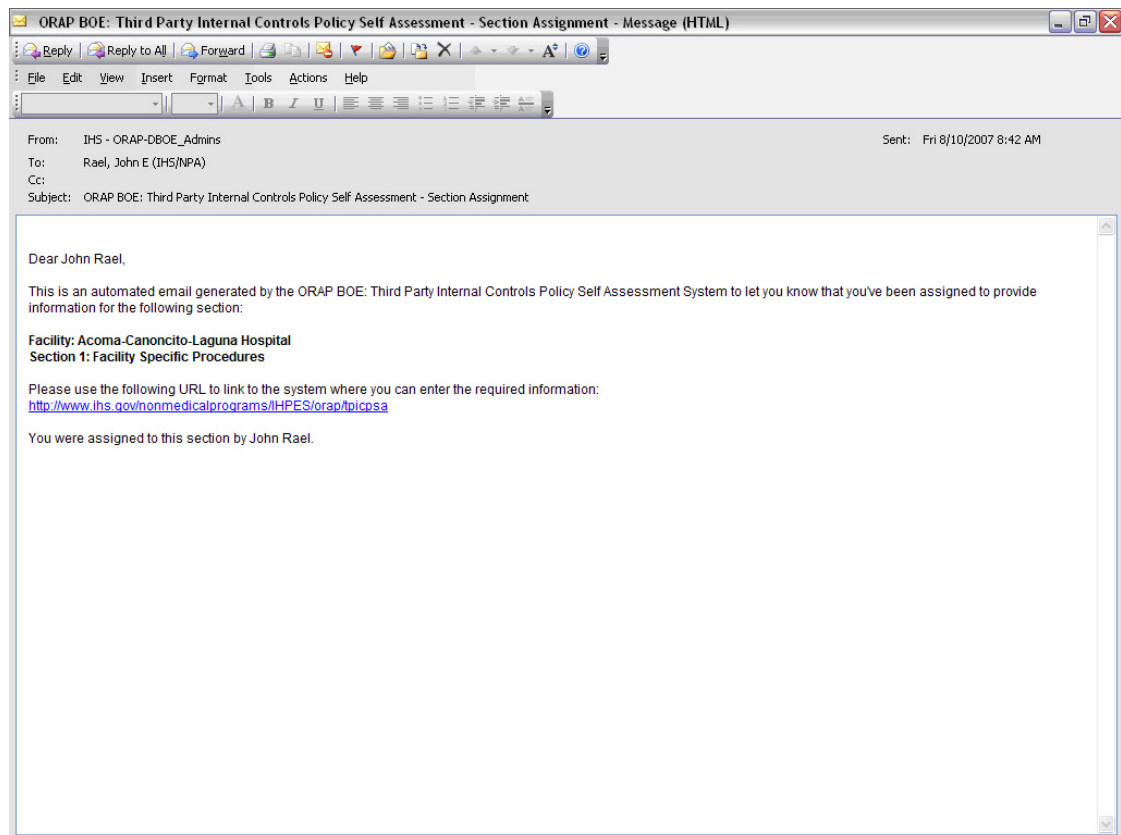 ORAP BOE: Third Party Internal Controls Policy Self Assessment - Section Assignment - Message (HTML)
Reply Reply to All Forward
File Edit View Insert Format Tools Actions Help
A B I U
From: IHS - ORAP-DBOE_Admins Sent: Fri 8/10/2007 8:42 AM
To: Rael, John E (IHS/NPA)
Cc:
Subject: ORAP BOE: Third Party Internal Controls Policy Self Assessment - Section Assignment
Dear John Rael,
This is an automated email generated by the ORAP BOE: Third Party Internal Controls Policy Self Assessment System to let you know that you've been assigned to provide
information for the following section:
Facility: Acoma-Canoncito-Laguna Hospital
Section 1: Facility Specific Procedures
Please use the following URL to link to the system where you can enter the required information:
http://www.ihs.gov/nonmedicalprograms/IHPES/orap/tpicpsa
You were assigned to this section by John Rael.